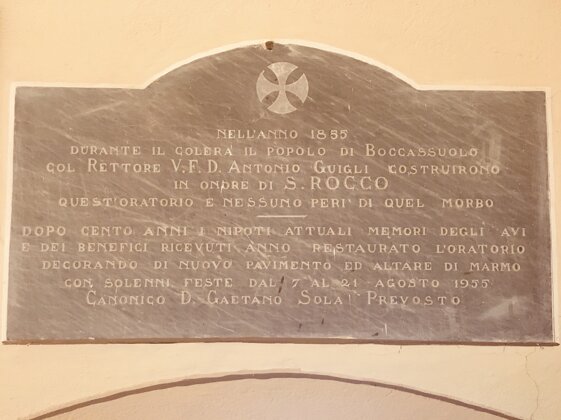 NELL'ANNO 1855
DURANTE IL COLERA IL POPOLO DI BOCCASSUOLO
COL RETTORE V.F.D. ANTONIO GUIGLI COSTRUIRONO
IN ONORE DI S. ROCCO
QUEST'ORATORIO E NESSUNO PERI' DI QUEL MORBO
DOPO CENTO ANNI I NIPOTI ATTUALI MEMORI DEGLI AVI
E DEI BENEFICI RICEVUTI ANNO RESTAURATO L'ORATORIO
DECORANDO DI NUOVO PAVIMENTO ED ALTARE DI MARMO
CON SOLENNI FESTE DAL 7 AL 21 AGOSTO 1955
CANONICO D. GAETANO SOLA' PREVOSTO